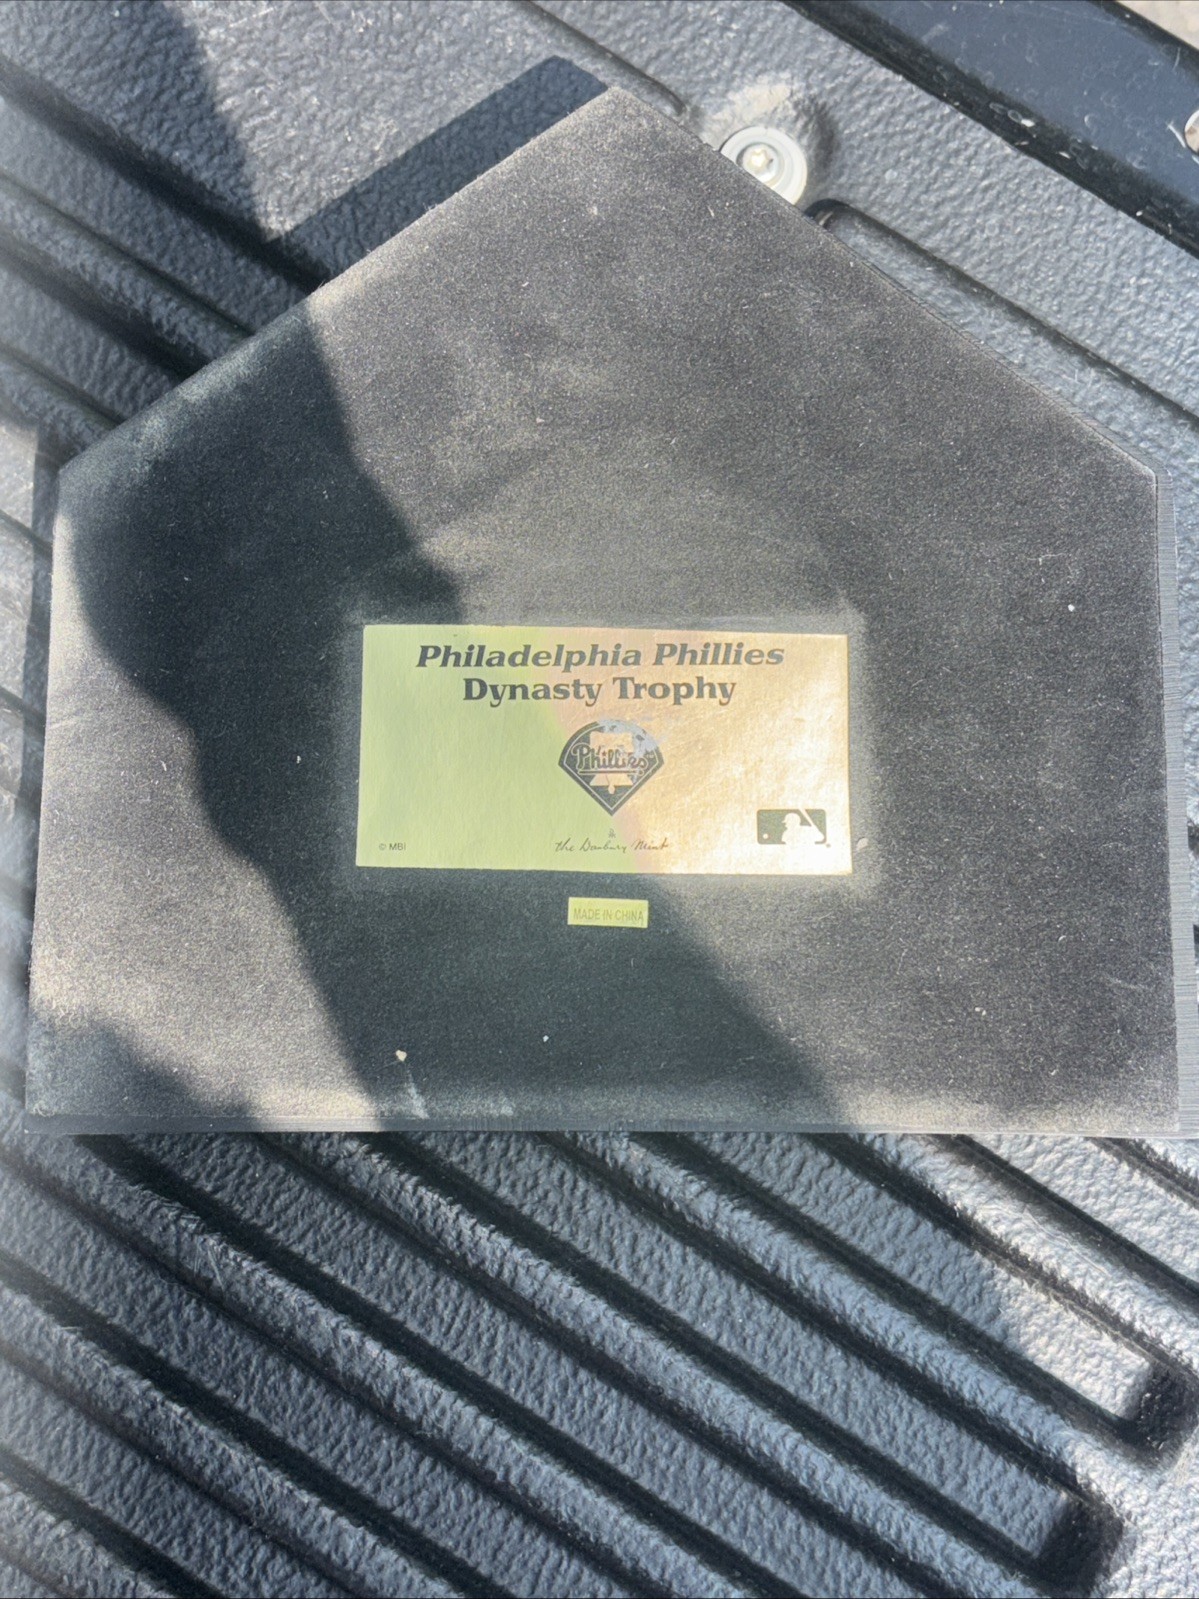 Philadelphia Phillies
Dynasty Trophy
Phillies
© MBI
the Danbury Mint
MADE IN CHINA